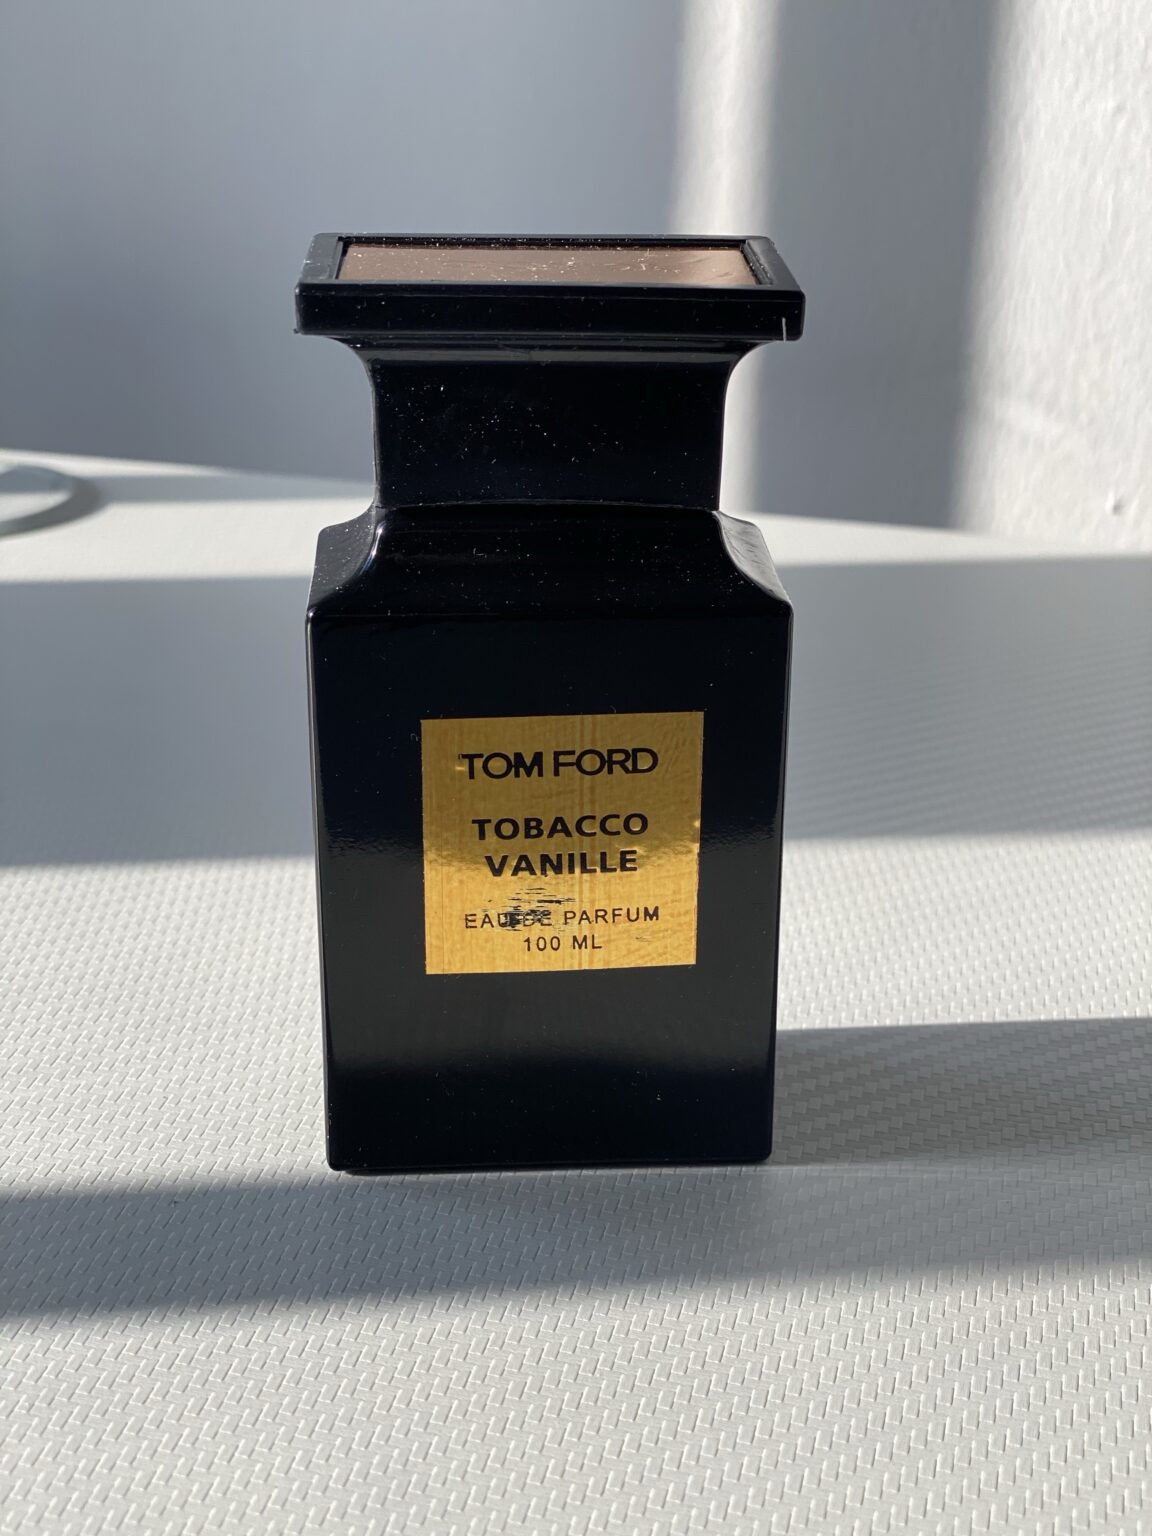 TOM FORD
TOBACCO
VANILLE
EAU DE PARFUM
100 ML